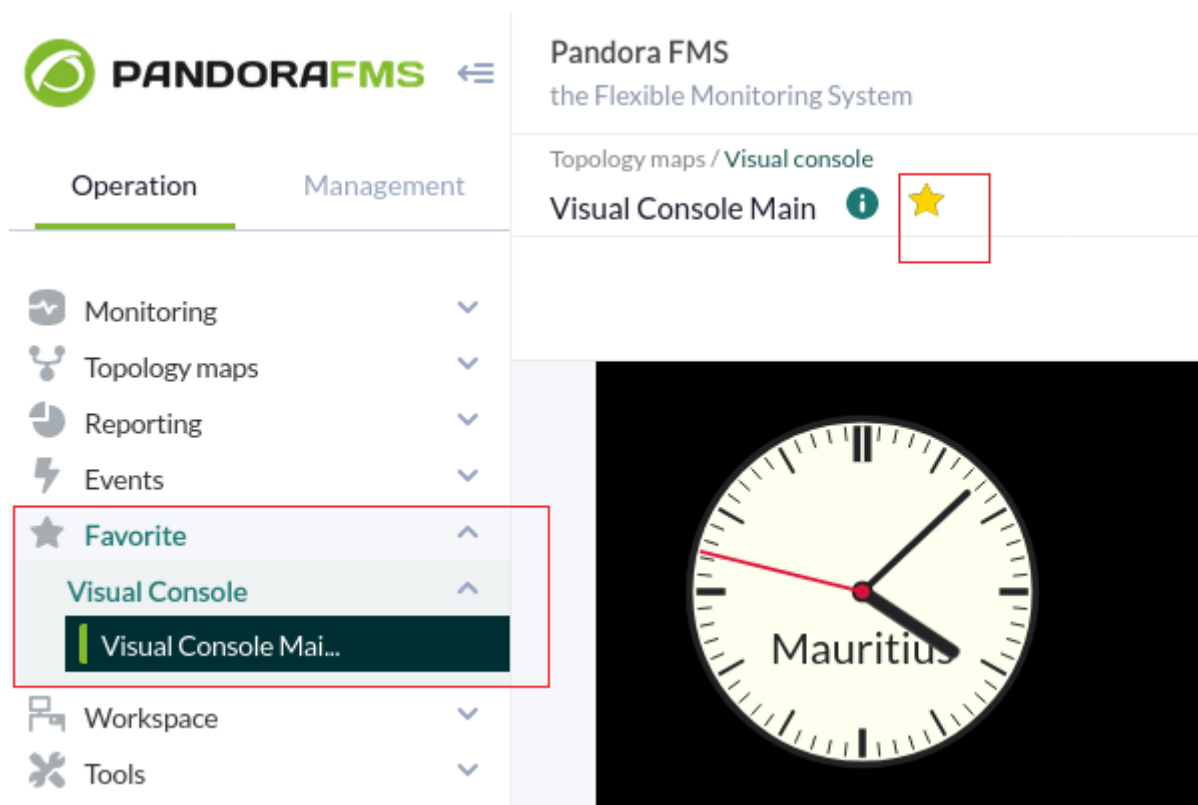 PANDORAFMS
Operation
Management
Monitoring
Topology maps
Reporting
Events
Favorite
Visual Console
Visual Console Mai...
Workspace
Tools
Pandora FMS
the Flexible Monitoring System
Topology maps / Visual console
Visual Console Main
Mauritius